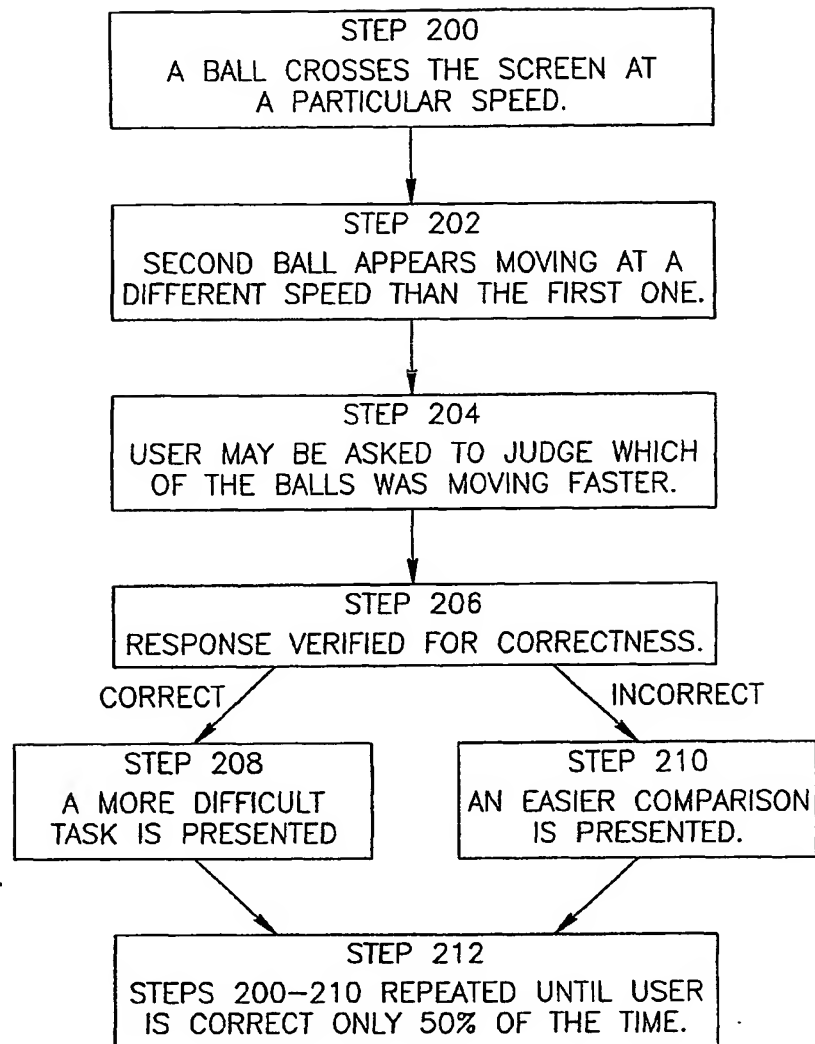 STEP 200
A BALL CROSSES THE SCREEN AT
A PARTICULAR SPEED.
STEP 202
SECOND BALL APPEARS MOVING AT A
DIFFERENT SPEED THAN THE FIRST ONE.
STEP 204
USER MAY BE ASKED TO JUDGE WHICH
OF THE BALLS WAS MOVING FASTER.
STEP 206
RESPONSE VERIFIED FOR CORRECTNESS.
CORRECT
INCORRECT
STEP 208
A MORE DIFFICULT
TASK IS PRESENTED
STEP 210
AN EASIER COMPARISON
IS PRESENTED.
STEP 212
STEPS 200-210 REPEATED UNTIL USER
IS CORRECT ONLY 50% OF THE TIME.